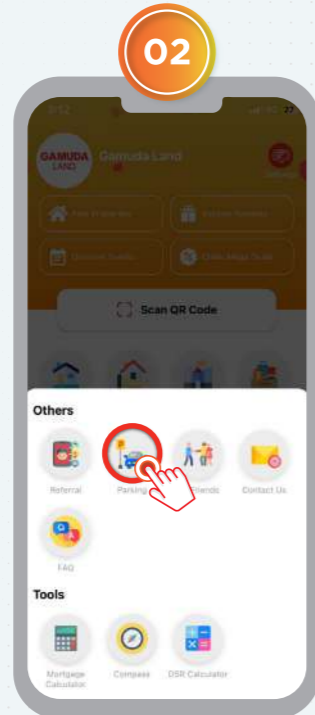 02
GAMUDA
LAND
Gamuda Land
Scan QR Code
Others
Referral
Parking
Friends
Contact Us
FAQ
Tools
Mortgage
Calculator
Compass
DSR Calculator